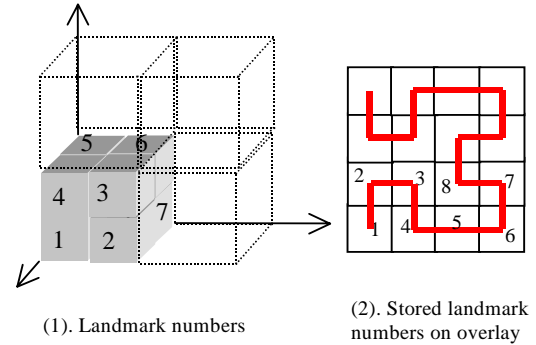 5 6
4 3
7
1 2
(1). Landmark numbers
2 3 8 7
1 4 5 6
(2). Stored landmark
numbers on overlay